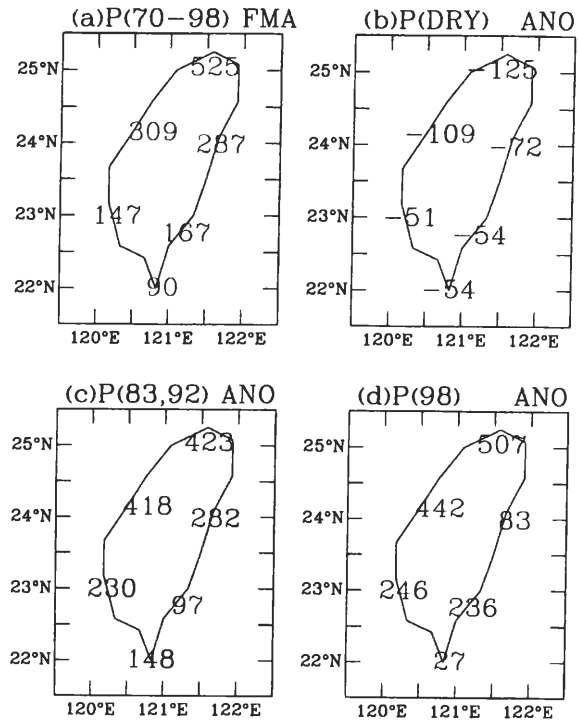 (a)P(70-98) FMA
525
25°N
309
24°N
287
147
23°N
167
22°N
90
120°E 121°E 122°E
(b)P(DRY) ANO
-125
25°N
-109
24°N
-72
-51
23°N
-54
22°N
-54
120°E 121°E 122°E
(c)P(83,92) ANO
423
25°N
418
24°N
282
230
23°N
97
22°N
148
120°E 121°E 122°E
(d)P(98) ANO
507
25°N
442
24°N
83
246
23°N
236
22°N
27
120°E 121°E 122°E